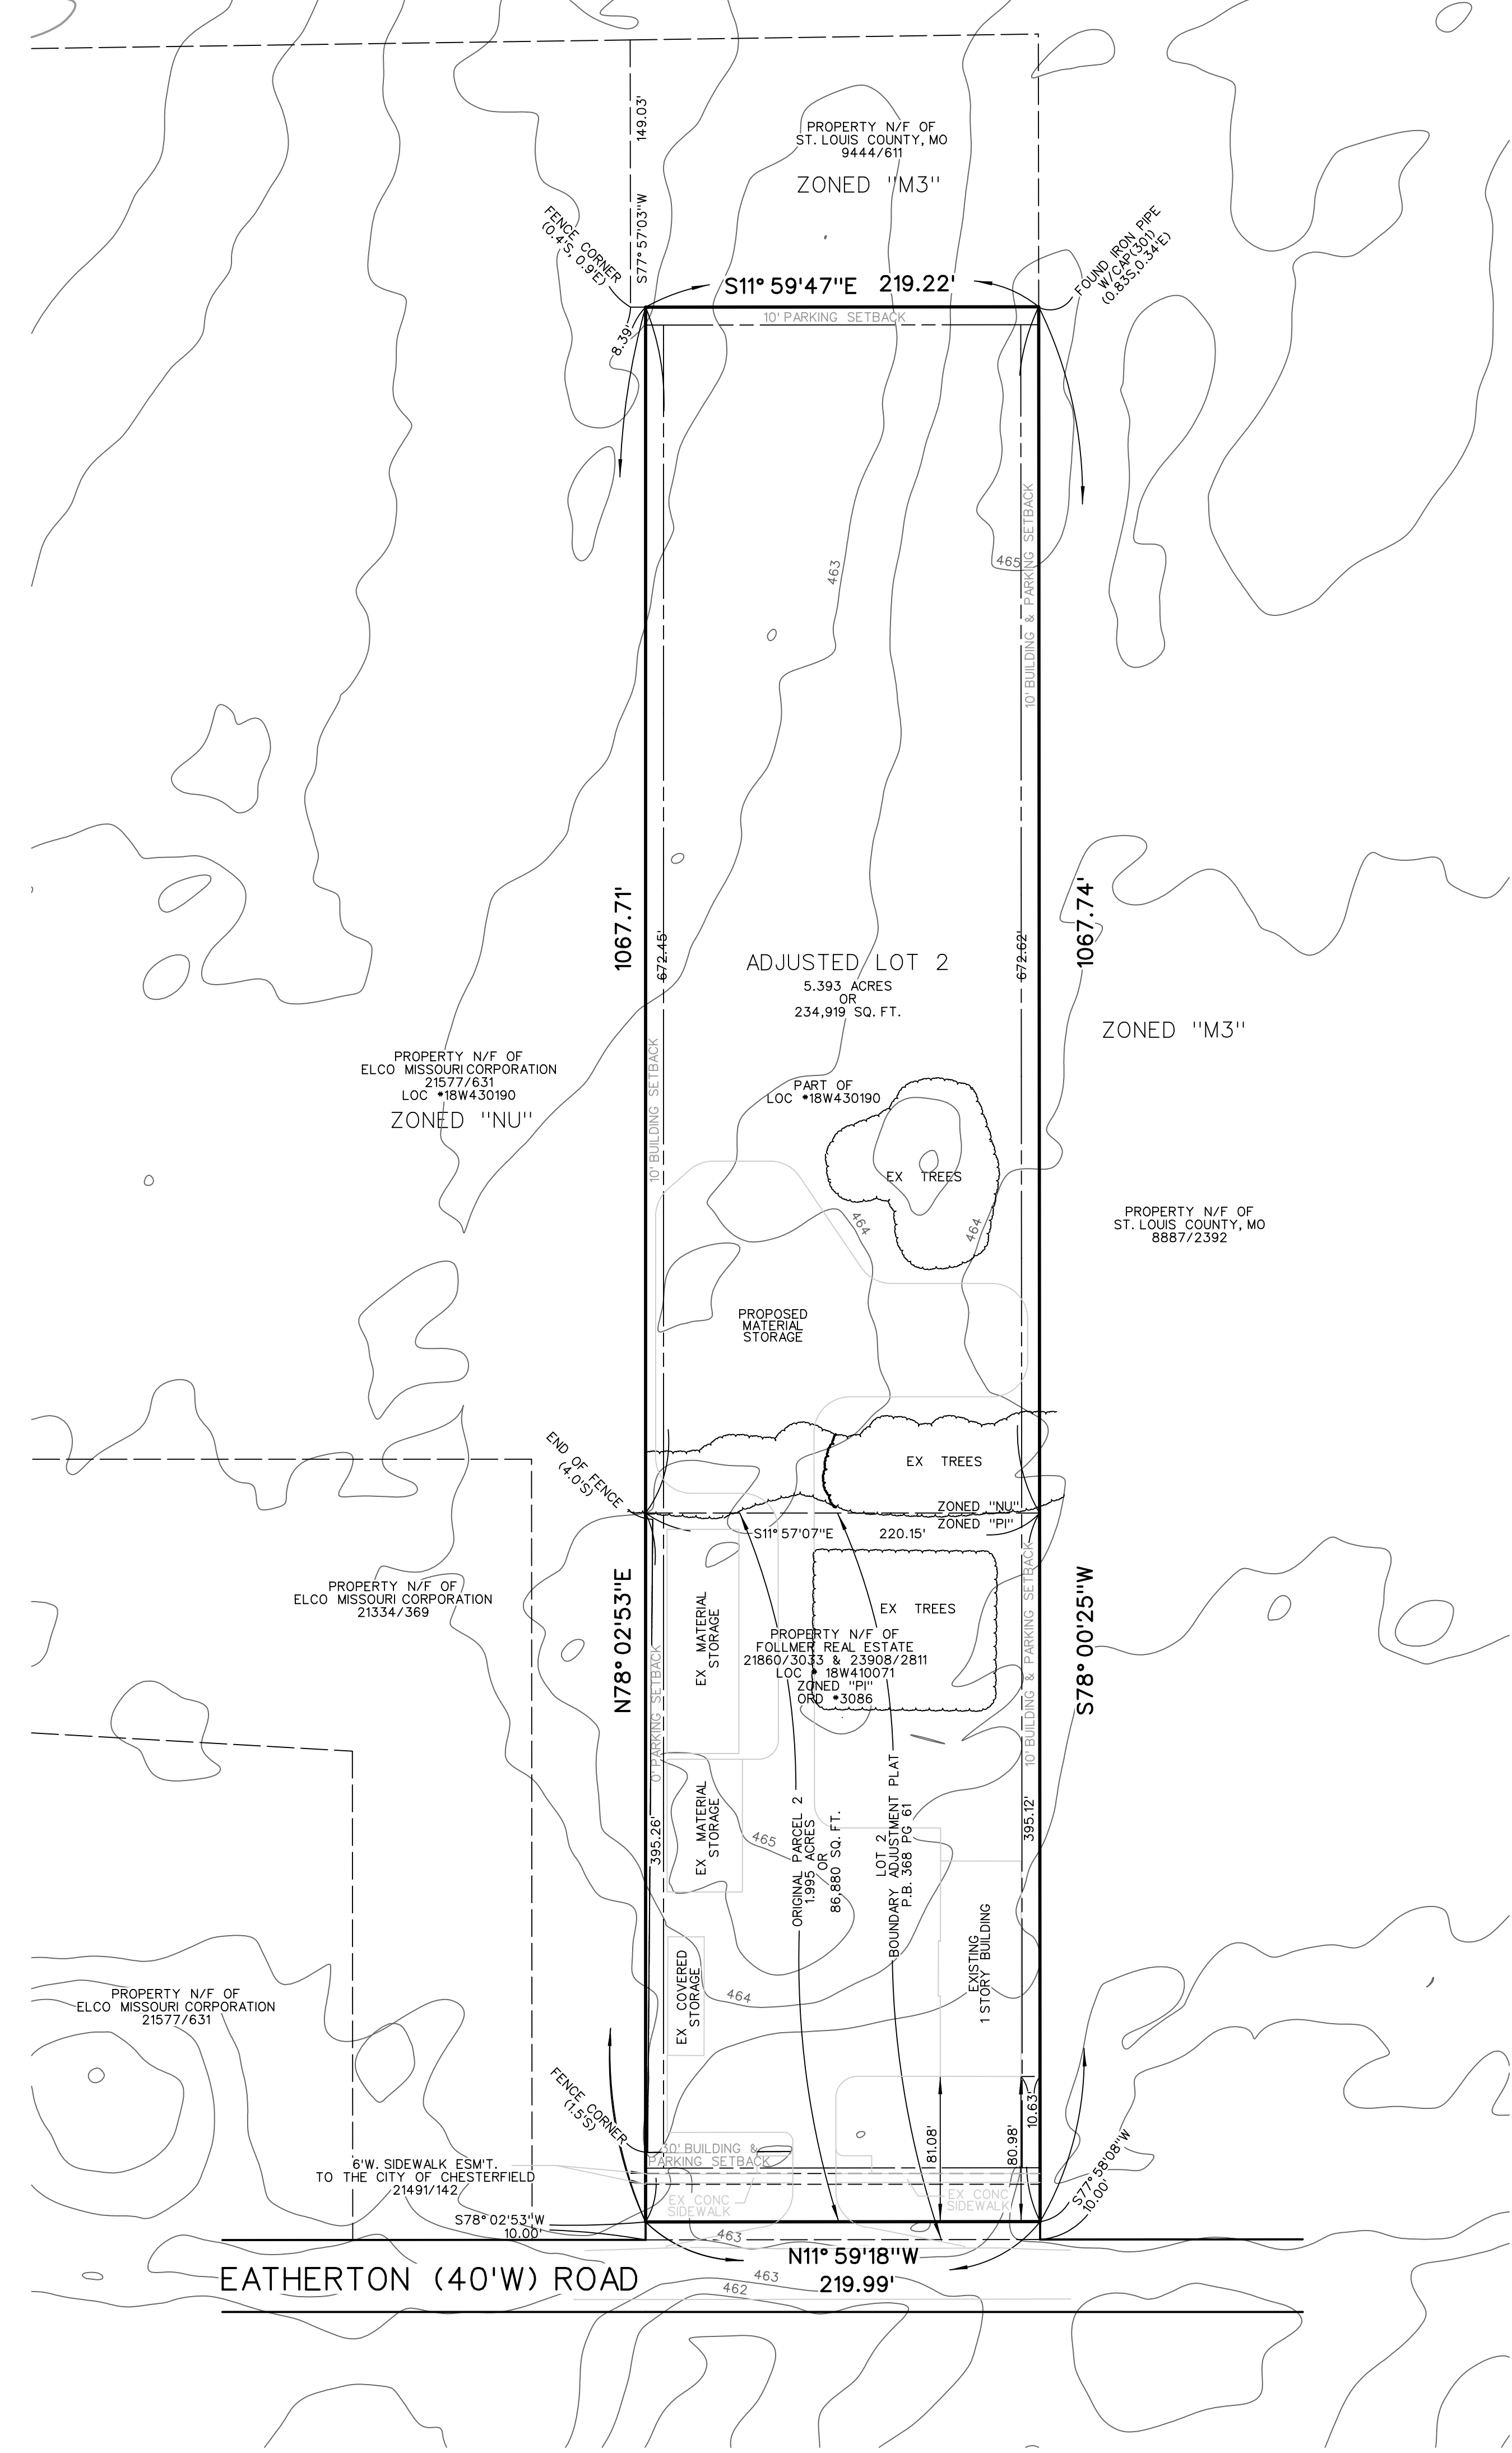 149.03'
S77°57'03"W
PROPERTY N/F OF
ST. LOUIS COUNTY, MO
9444/611
ZONED "M3"
FENCE CORNER
(0.4'S, 0.9'E)
FOUND IRON PIPE
W/CAP(301)
(0.83S,0.34'E)
S11°59'47"E 219.22'
10' PARKING SETBACK
8.39'
463
465
10' BUILDING & PARKING SETBACK
1067.71'
672.45'
672.62'
1067.74'
ADJUSTED LOT 2
5.393 ACRES
OR
234,919 SQ. FT.
ZONED "M3"
PROPERTY N/F OF
ELCO MISSOURI CORPORATION
21577/631
LOC #18W430190
ZONED "NU"
10' BUILDING SETBACK
PART OF
LOC #18W430190
EX TREES
464
464
PROPERTY N/F OF
ST. LOUIS COUNTY, MO
8887/2392
PROPOSED
MATERIAL
STORAGE
END OF FENCE
(4.0'S)
EX TREES
ZONED "NU"
ZONED "PI"
S11°57'07"E 220.15'
N78°02'53"E
S78°00'25"W
PROPERTY N/F OF
ELCO MISSOURI CORPORATION
21334/369
EX MATERIAL
STORAGE
EX TREES
PROPERTY N/F OF
FOLLMER REAL ESTATE
21860/3033 & 23908/2811
LOC # 18W410071
ZONED "PI"
ORD #3086
0' PARKING SETBACK
10' BUILDING & PARKING SETBACK
EX MATERIAL
STORAGE
395.26'
465
ORIGINAL PARCEL 2
1.995 ACRES
OR
86,880 SQ. FT.
LOT 2
BOUNDARY ADJUSTMENT PLAT
P.B. 368 PG 61
395.12'
EXISTING
1 STORY BUILDING
EX COVERED
STORAGE
464
PROPERTY N/F OF
ELCO MISSOURI CORPORATION
21577/631
FENCE CORNER
(1.5'S)
81.08'
80.98'
10.63'
30' BUILDING &
PARKING SETBACK
6'W. SIDEWALK ESM'T.
TO THE CITY OF CHESTERFIELD
21491/142
EX CONC
SIDEWALK
EX CONC
SIDEWALK
S77°58'08"W
10.00'
S78°02'53"W
10.00'
463
N11°59'18"W
219.99'
EATHERTON (40'W) ROAD
463
462